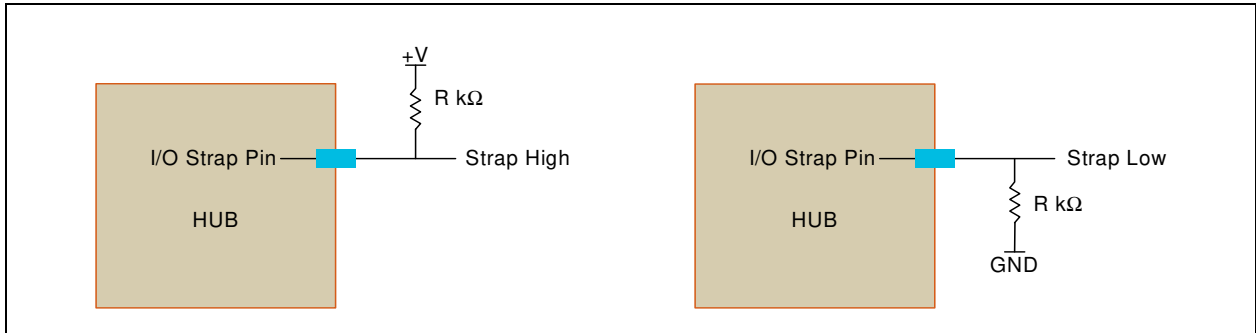 +V
R kΩ
I/O Strap Pin
Strap High
HUB
I/O Strap Pin
Strap Low
R kΩ
HUB
GND